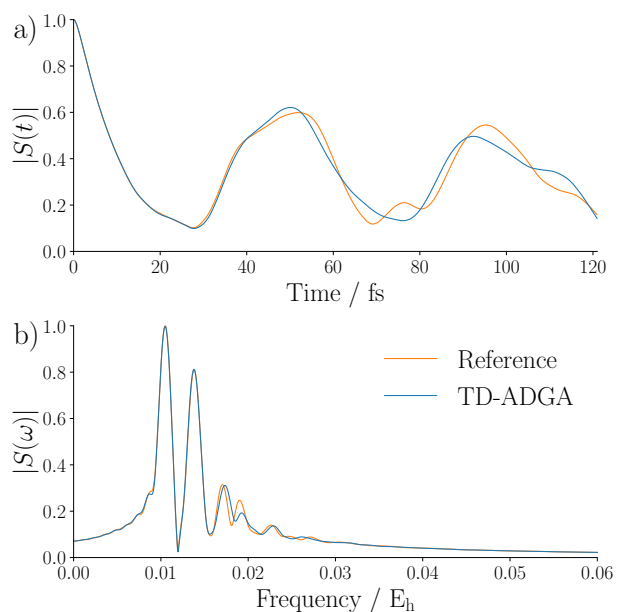 a)
|S(t)|
1.0
0.8
0.6
0.4
0.2
0.0
0 20 40 60 80 100 120
Time / fs
b)
|S(ω)|
1.0
0.8
0.6
0.4
0.2
0.0
Reference
TD-ADGA
0.00 0.01 0.02 0.03 0.04 0.05 0.06
Frequency / E_h